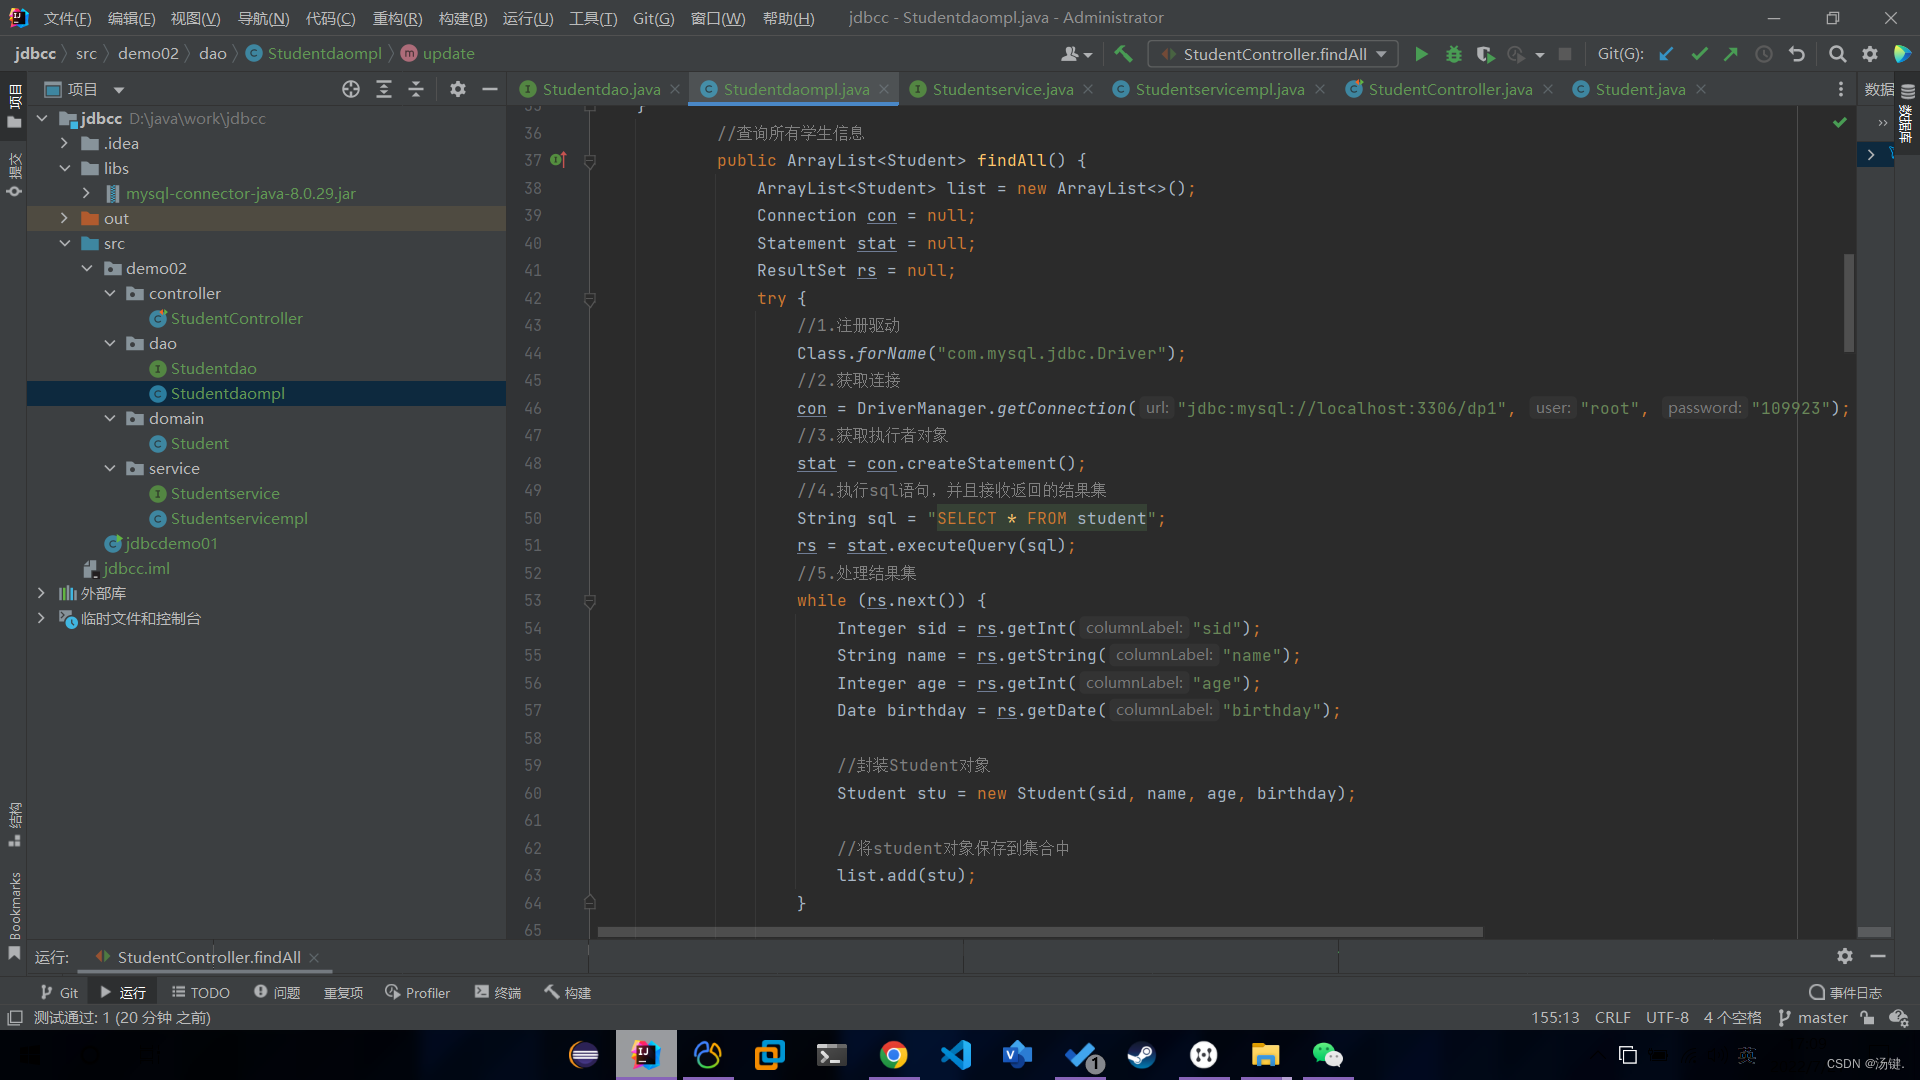 文件(F) 编辑(E) 视图(V) 导航(N) 代码(C) 重构(R) 构建(B) 运行(U) 工具(T) Git(G) 窗口(W) 帮助(H) jdbcc - Studentdaompl.java - Administrator
jdbcc src demo02 dao Studentdaompl update StudentController.findAll Git(G):
项目 Studentdao.java Studentdaompl.java Studentservice.java Studentservicempl.java StudentController.java Student.java 数据
项目
提交
结构
Bookmarks
jdbcc D:\java\work\jdbcc
.idea
libs
mysql-connector-java-8.0.29.jar
out
src
demo02
controller
StudentController
dao
Studentdao
Studentdaompl
domain
Student
service
Studentservice
Studentservicempl
jdbcdemo01
jdbcc.iml
外部库
临时文件和控制台
35 }
36 //查询所有学生信息
37 public ArrayList<Student> findAll() {
38 ArrayList<Student> list = new ArrayList<>();
39 Connection con = null;
40 Statement stat = null;
41 ResultSet rs = null;
42 try {
43 //1.注册驱动
44 Class.forName("com.mysql.jdbc.Driver");
45 //2.获取连接
46 con = DriverManager.getConnection( url: "jdbc:mysql://localhost:3306/dp1", user: "root", password: "109923");
47 //3.获取执行者对象
48 stat = con.createStatement();
49 //4.执行sql语句，并且接收返回的结果集
50 String sql = "SELECT * FROM student";
51 rs = stat.executeQuery(sql);
52 //5.处理结果集
53 while (rs.next()) {
54 Integer sid = rs.getInt( columnLabel: "sid");
55 String name = rs.getString( columnLabel: "name");
56 Integer age = rs.getInt( columnLabel: "age");
57 Date birthday = rs.getDate( columnLabel: "birthday");
58
59 //封装Student对象
60 Student stu = new Student(sid, name, age, birthday);
61
62 //将student对象保存到集合中
63 list.add(stu);
64 }
65
数据库
运行: StudentController.findAll
Git 运行 TODO 问题 重复项 Profiler 终端 构建 事件日志
测试通过: 1 (20 分钟 之前) 155:13 CRLF UTF-8 4 个空格 master
1 英
CSDN @汤键.